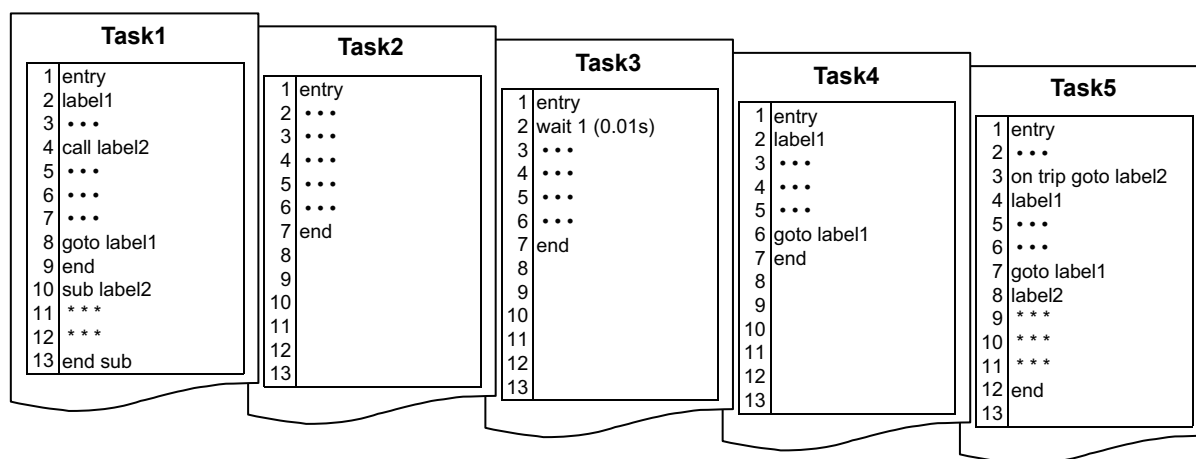 Task1
1 entry
2 label1
3 •••
4 call label2
5 •••
6 •••
7 •••
8 goto label1
9 end
10 sub label2
11 * * *
12 * * *
13 end sub
Task2
1 entry
2 •••
3 •••
4 •••
5 •••
6 •••
7 end
8
9
10
11
12
13
Task3
1 entry
2 wait 1 (0.01s)
3 •••
4 •••
5 •••
6 •••
7 end
8
9
10
11
12
13
Task4
1 entry
2 label1
3 •••
4 •••
5 •••
6 goto label1
7 end
8
9
10
11
12
13
Task5
1 entry
2 •••
3 on trip goto label2
4 label1
5 •••
6 •••
7 goto label1
8 label2
9 * * *
10 * * *
11 * * *
12 end
13